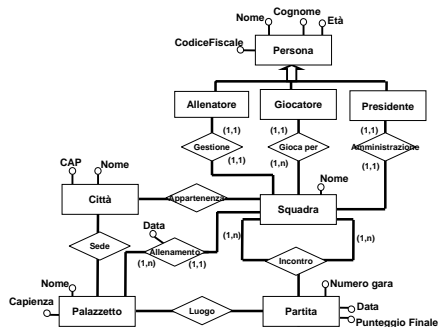 Cognome
Nome
Età
CodiceFiscale
Persona
Allenatore
Giocatore
Presidente
(1,1)
(1,1)
(1,1)
Gestione
Gioca per
Amministrazione
(1,1)
(1,n)
(1,1)
CAP
Nome
Nome
Città
Appartenenza
Squadra
Data
Sede
Allenamento
(1,n)
(1,n)
(1,n)
(1,1)
Incontro
Nome
Numero gara
Capienza
Palazzetto
Luogo
Partita
Data
Punteggio Finale